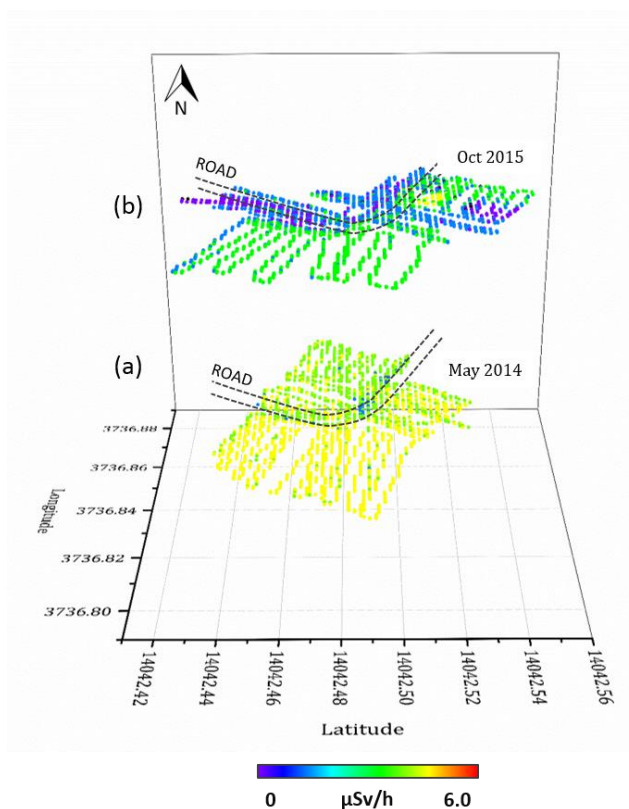 N
ROAD
Oct 2015
(b)
(a)
ROAD
May 2014
3736.88
3736.86
3736.84
3736.82
3736.80
Longitude
14042.42
14042.44
14042.46
14042.48
14042.50
14042.52
14042.54
14042.56
Latitude
0 µSv/h 6.0